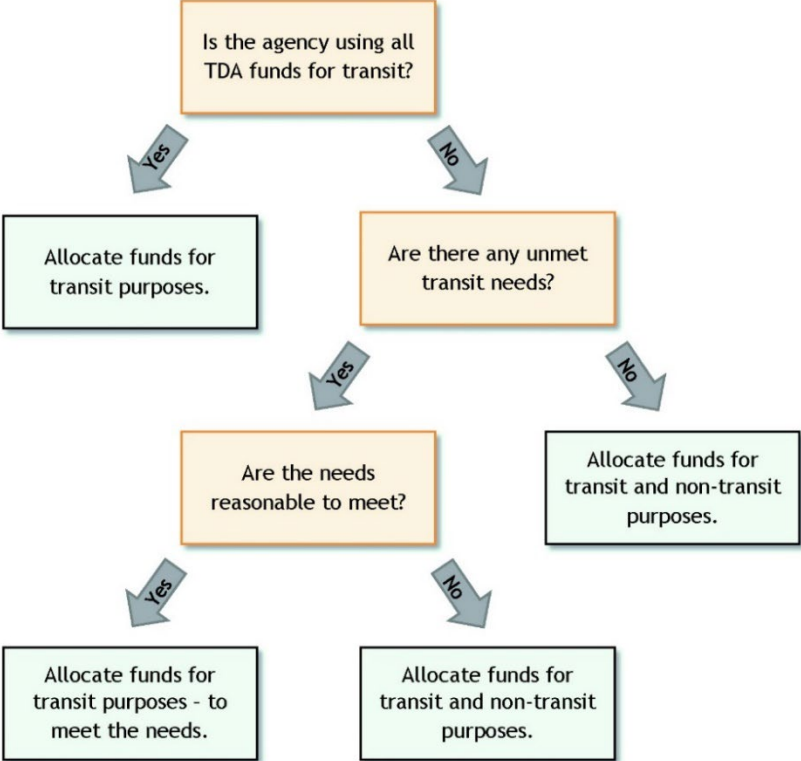 Is the agency using all
TDA funds for transit?
Yes
No
Allocate funds for
transit purposes.
Are there any unmet
transit needs?
Yes
No
Are the needs
reasonable to meet?
Allocate funds for
transit and non-transit
purposes.
Yes
No
Allocate funds for
transit purposes - to
meet the needs.
Allocate funds for
transit and non-transit
purposes.